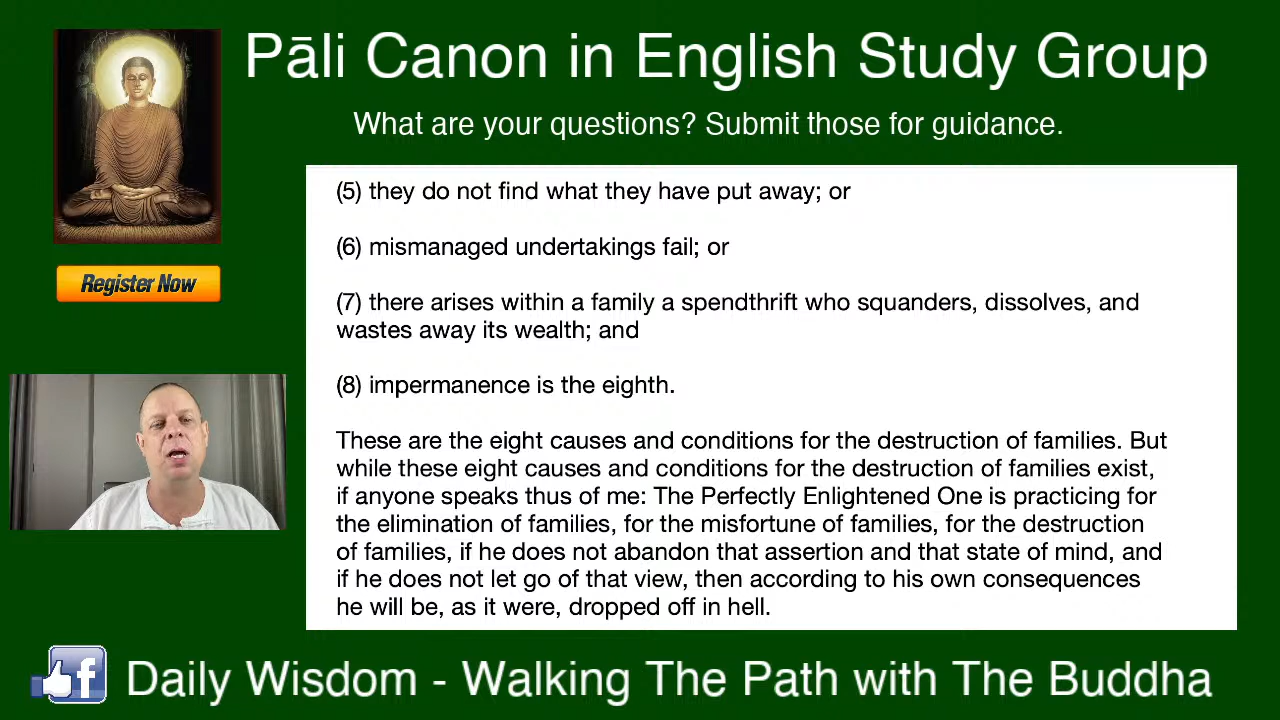 Pāli Canon in English Study Group
What are your questions? Submit those for guidance.
Register Now
(5) they do not find what they have put away; or
(6) mismanaged undertakings fail; or
(7) there arises within a family a spendthrift who squanders, dissolves, and
wastes away its wealth; and
(8) impermanence is the eighth.
These are the eight causes and conditions for the destruction of families. But
while these eight causes and conditions for the destruction of families exist,
if anyone speaks thus of me: The Perfectly Enlightened One is practicing for
the elimination of families, for the misfortune of families, for the destruction
of families, if he does not abandon that assertion and that state of mind, and
if he does not let go of that view, then according to his own consequences
he will be, as it were, dropped off in hell.
f
Daily Wisdom - Walking The Path with The Buddha